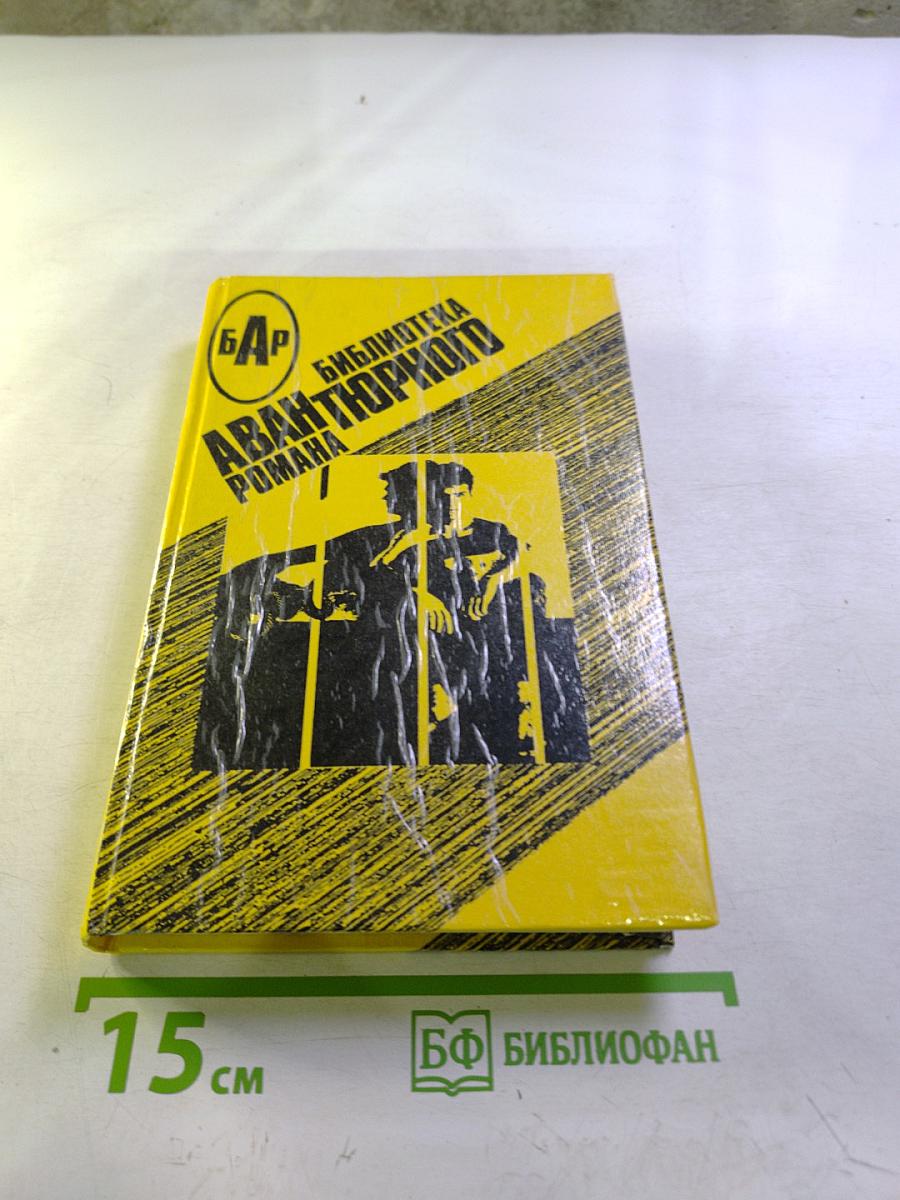 БАР
БИБЛИОТЕКА
АВАНТЮРНОГО
РОМАНА
15 см
БФ БИБЛИОФАН